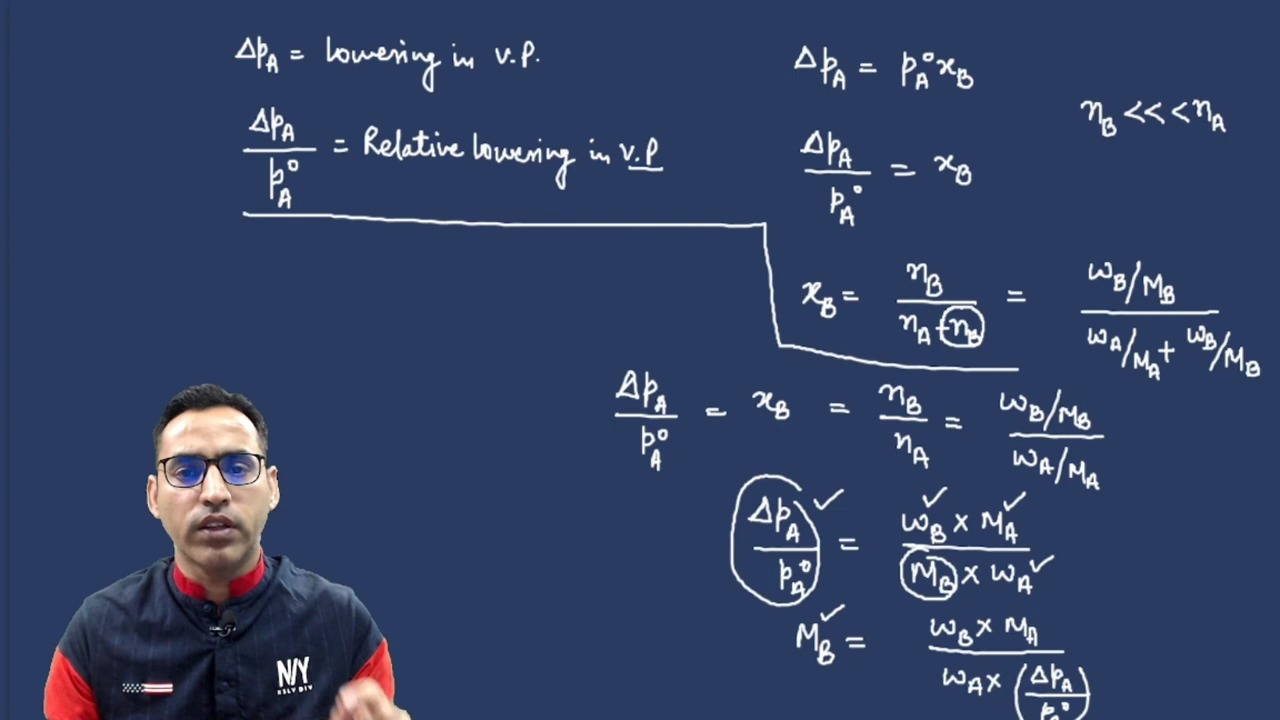 Δp_A = lowering in v.p.
Δp_A / p_A° = Relative lowering in v.p
Δp_A = p_A° x_B
n_B <<< n_A
Δp_A / p_A° = x_B
x_B = n_B / (n_A + n_B) = (w_B/M_B) / (w_A/M_A + w_B/M_B)
Δp_A / p_A° = x_B = n_B / n_A = (w_B/M_B) / (w_A/M_A)
Δp_A / p_A° ✓ = (w_B ✓ × M_A ✓) / (M_B × w_A ✓)
M_B ✓ = (w_B × M_A) / (w_A × (Δp_A / p_A°))
N/Y